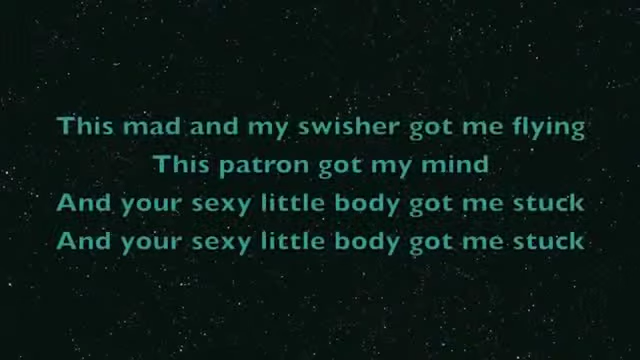 This mad and my swisher got me flying
This patron got my mind
And your sexy little body got me stuck
And your sexy little body got me stuck